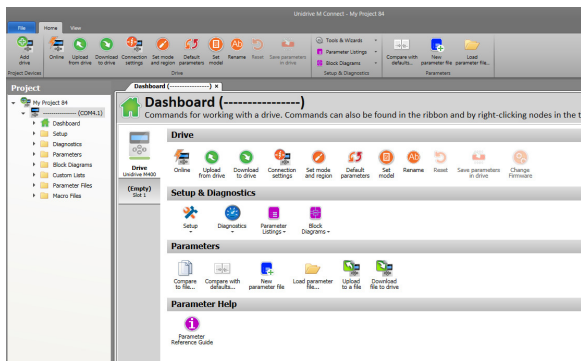 Unidrive M Connect - My Project 84
File Home View
Add drive
Online
Upload from drive
Download to drive
Connection settings
Set mode and region
Default parameters
Set model
Rename
Reset
Save parameters in drive
Tools & Wizards
Parameter Listings
Block Diagrams
Compare with defaults...
New parameter file
Load parameter file...
Project Devices
Drive
Setup & Diagnostics
Parameters
Project
My Project 84
--------------- (COM4.1)
Dashboard
Setup
Diagnostics
Parameters
Block Diagrams
Custom Lists
Parameter Files
Macro Files
Dashboard (---------------) ×
Dashboard (---------------)
Commands for working with a drive. Commands can also be found in the ribbon and by right-clicking nodes in the t
Drive
Unidrive M400
(Empty)
Slot 1
Drive
Online
Upload from drive
Download to drive
Connection settings
Set mode and region
Default parameters
Set model
Rename
Reset
Save parameters in drive
Change Firmware
Setup & Diagnostics
Setup
Diagnostics
Parameter Listings
Block Diagrams
Parameters
Compare to file...
Compare with defaults...
New parameter file
Load parameter file...
Upload to a file
Download file to drive
Parameter Help
Parameter Reference Guide